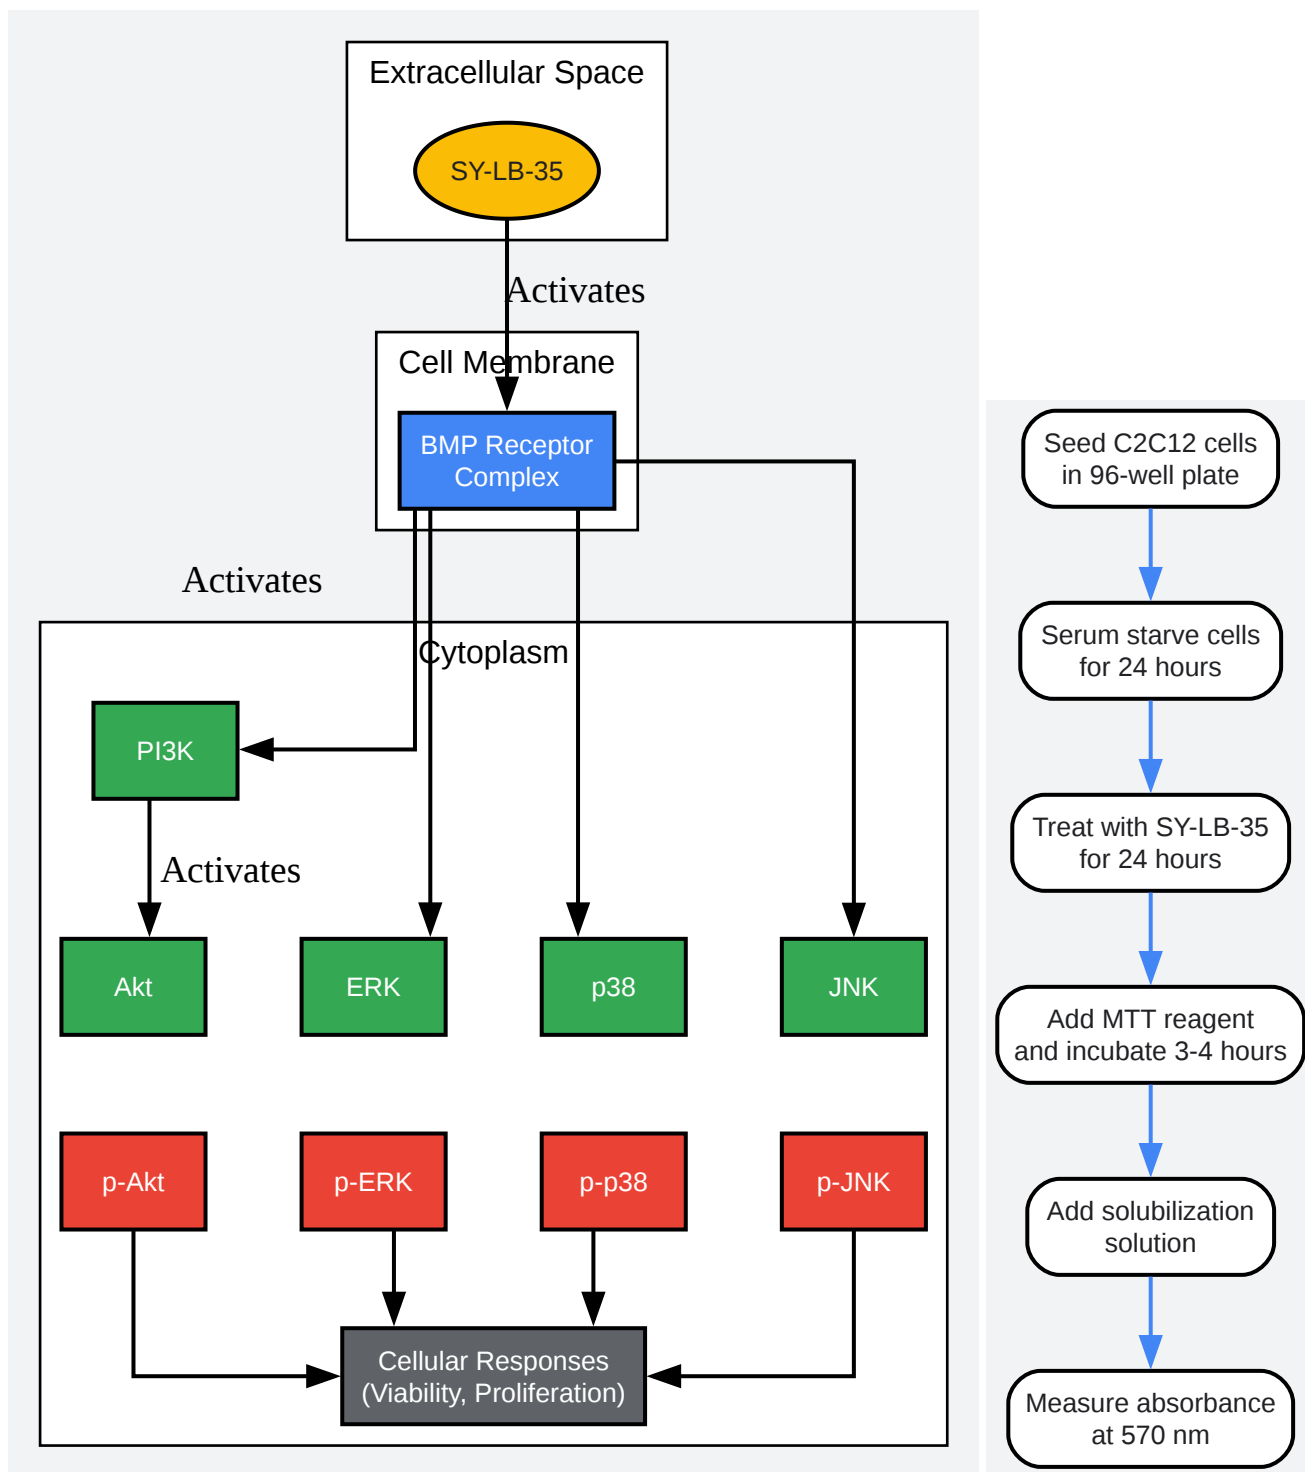 Extracellular Space
SY-LB-35
Activates
Cell Membrane
BMP Receptor
Complex
Activates
Cytoplasm
PI3K
Activates
Akt
ERK
p38
JNK
p-Akt
p-ERK
p-p38
p-JNK
Cellular Responses
(Viability, Proliferation)
Seed C2C12 cells
in 96-well plate
Serum starve cells
for 24 hours
Treat with SY-LB-35
for 24 hours
Add MTT reagent
and incubate 3-4 hours
Add solubilization
solution
Measure absorbance
at 570 nm